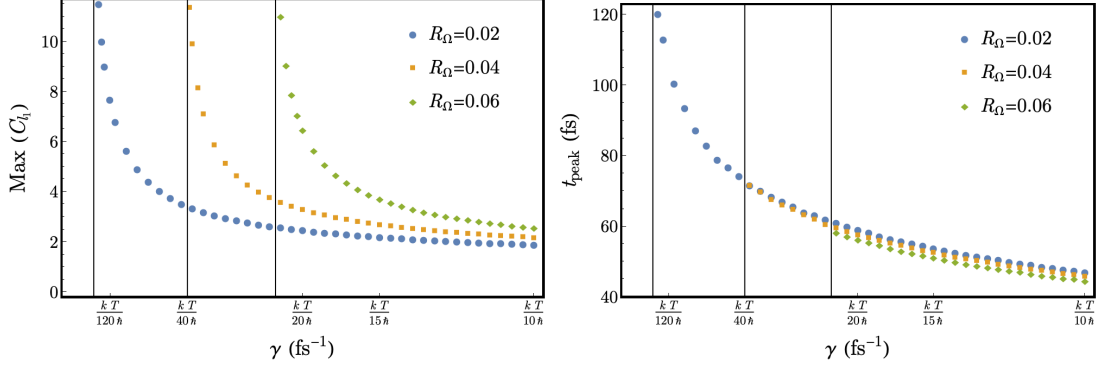 Max (C_{l_1})
10
8
6
4
2
0
R_Ω=0.02
R_Ω=0.04
R_Ω=0.06
kT/120ℏ
kT/40ℏ
kT/20ℏ
kT/15ℏ
kT/10ℏ
γ (fs⁻¹)
t_peak (fs)
120
100
80
60
40
R_Ω=0.02
R_Ω=0.04
R_Ω=0.06
kT/120ℏ
kT/40ℏ
kT/20ℏ
kT/15ℏ
kT/10ℏ
γ (fs⁻¹)